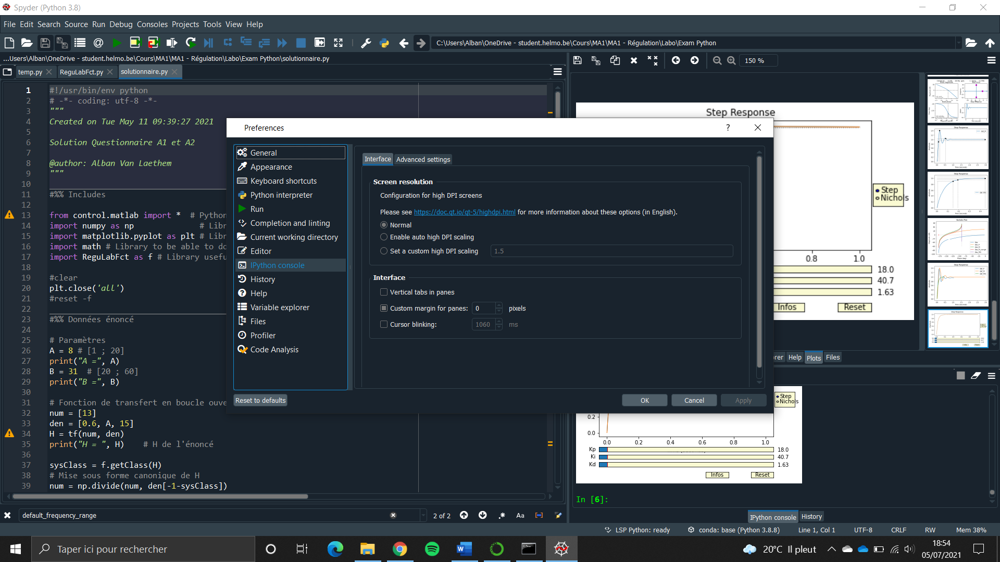 Spyder (Python 3.8)
File Edit Search Source Run Debug Consoles Projects Tools View Help
C:\Users\Alban\OneDrive - student.helmo.be\Cours\MA1\MA1 - Régulation\Labo\Exam Python
...Users\Alban\OneDrive - student.helmo.be\Cours\MA1\MA1 - Régulation\Labo\Exam Python\solutionnaire.py
temp.py
ReguLabFct.py
solutionnaire.py
1 #!/usr/bin/env python
2 # -*- coding: utf-8 -*-
3 """
4 Created on Tue May 11 09:39:27 2021
5
6 Solution Questionnaire A1 et A2
7
8 @author: Alban Van Laethem
9 """
10
11 #%% Includes
12
13 from control.matlab import * # Python
14 import numpy as np # Libr
15 import matplotlib.pyplot as plt # Libr
16 import math # Library to be able to do
17 import ReguLabFct as f # Library usefu
18
19 #clear
20 plt.close('all')
21 #reset -f
22
23 #%% Données énoncé
24
25 # Paramètres
26 A = 8 # [1 ; 20]
27 print("A =", A)
28 B = 31 # [20 ; 60]
29 print("B =", B)
30
31 # Fonction de transfert en boucle ouve
32 num = [13]
33 den = [0.6, A, 15]
34 H = tf(num, den)
35 print("H = ", H) # H de l'énoncé
36
37 sysClass = f.getClass(H)
38 # Mise sous forme canonique de H
39 num = np.divide(num, den[-1-sysClass])
default_frequency_range
2 of 2
.* Aa
Preferences
?
General
Appearance
Keyboard shortcuts
Python interpreter
Run
Completion and linting
Current working directory
Editor
IPython console
History
Help
Variable explorer
Files
Profiler
Code Analysis
Interface Advanced settings
Screen resolution
Configuration for high DPI screens
Please see https://doc.qt.io/qt-5/highdpi.html for more information about these options (in English).
Normal
Enable auto high DPI scaling
Set a custom high DPI scaling 1.5
Interface
Vertical tabs in panes
Custom margin for panes: 0 pixels
Cursor blinking: 1060 ms
Reset to defaults
OK
Cancel
Apply
150 %
Step Response
Step
Nichols
0.8 1.0
18.0
40.7
1.63
Infos Reset
rer Help Plots Files
Step
Nichols
0.2
0.0
0.0 0.2 0.4 0.6 0.8 1.0
Kp 18.0
Ki 40.7
Kd 1.63
Infos Reset
In [6]:
IPython console History
LSP Python: ready conda: base (Python 3.8.8) Line 1, Col 1 UTF-8 CRLF RW Mem 38%
Taper ici pour rechercher
20°C Il pleut
18:54
05/07/2021